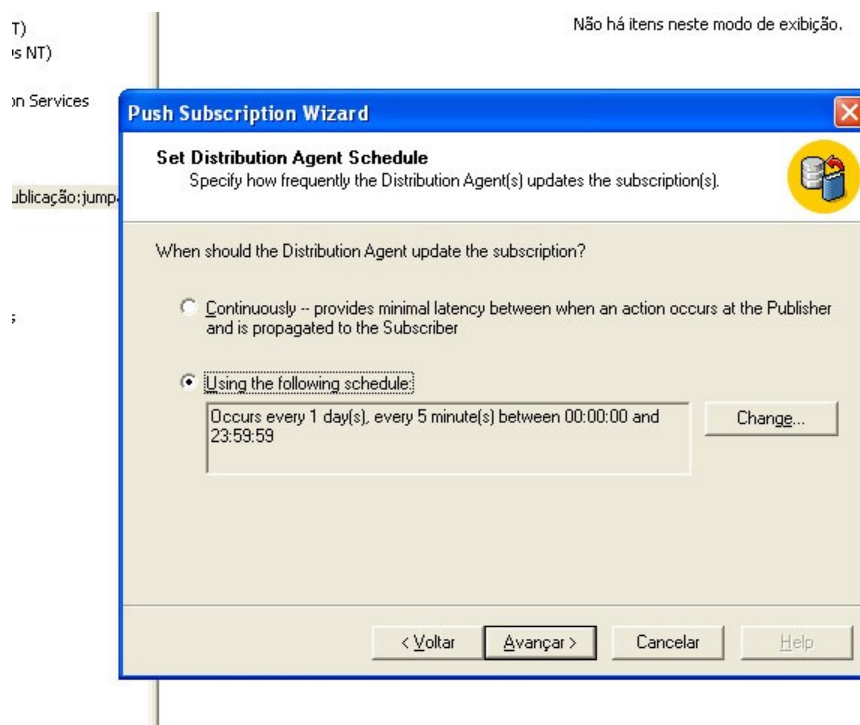 T)
os NT)
on Services
ublicação:jump
Não há itens neste modo de exibição.
Push Subscription Wizard
Set Distribution Agent Schedule
Specify how frequently the Distribution Agent(s) updates the subscription(s).
When should the Distribution Agent update the subscription?
Continuously -- provides minimal latency between when an action occurs at the Publisher
and is propagated to the Subscriber
Using the following schedule:
Occurs every 1 day(s), every 5 minute(s) between 00:00:00 and
23:59:59
Change...
< Voltar
Avançar >
Cancelar
Help